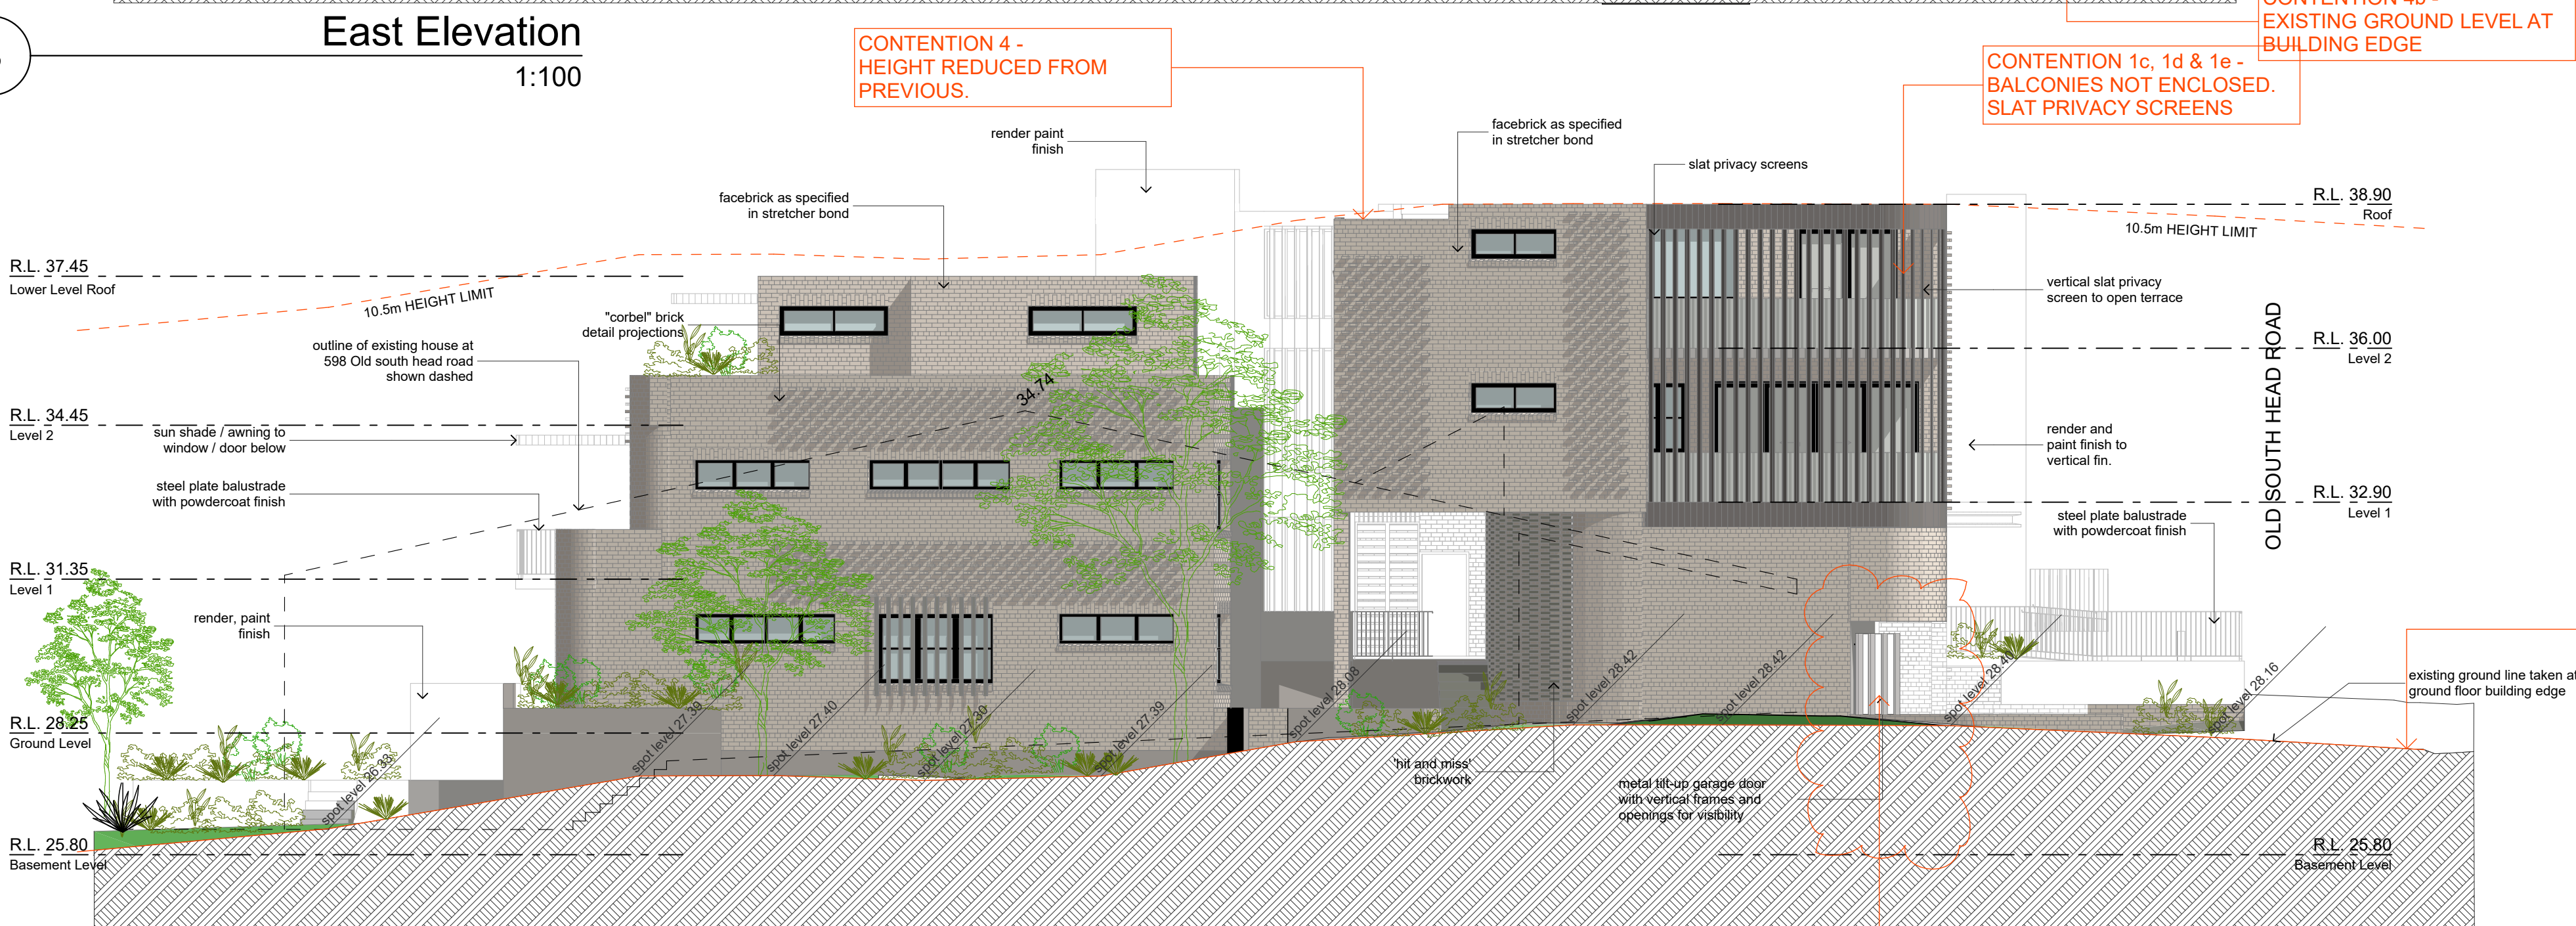 East Elevation
1:100
CONTENTION 4 -
HEIGHT REDUCED FROM
PREVIOUS.
EXISTING GROUND LEVEL AT
BUILDING EDGE
CONTENTION 1c, 1d & 1e -
BALCONIES NOT ENCLOSED.
SLAT PRIVACY SCREENS
render paint
finish
facebrick as specified
in stretcher bond
slat privacy screens
facebrick as specified
in stretcher bond
R.L. 38.90
Roof
10.5m HEIGHT LIMIT
R.L. 37.45
Lower Level Roof
10.5m HEIGHT LIMIT
vertical slat privacy
screen to open terrace
"corbel" brick
detail projections
outline of existing house at
598 Old south head road
shown dashed
R.L. 36.00
Level 2
34.74
OLD SOUTH HEAD ROAD
R.L. 34.45
Level 2
sun shade / awning to
window / door below
render and
paint finish to
vertical fin.
steel plate balustrade
with powdercoat finish
R.L. 32.90
Level 1
steel plate balustrade
with powdercoat finish
R.L. 31.35
Level 1
render, paint
finish
existing ground line taken at
ground floor building edge
R.L. 28.25
Ground Level
spot level 26.33
spot level 27.39
spot level 27.40
spot level 27.30
spot level 27.39
spot level 28.08
spot level 28.42
spot level 28.42
spot level 28.40
spot level 28.16
'hit and miss'
brickwork
metal tilt-up garage door
with vertical frames and
openings for visibility
R.L. 25.80
Basement Level
R.L. 25.80
Basement Level